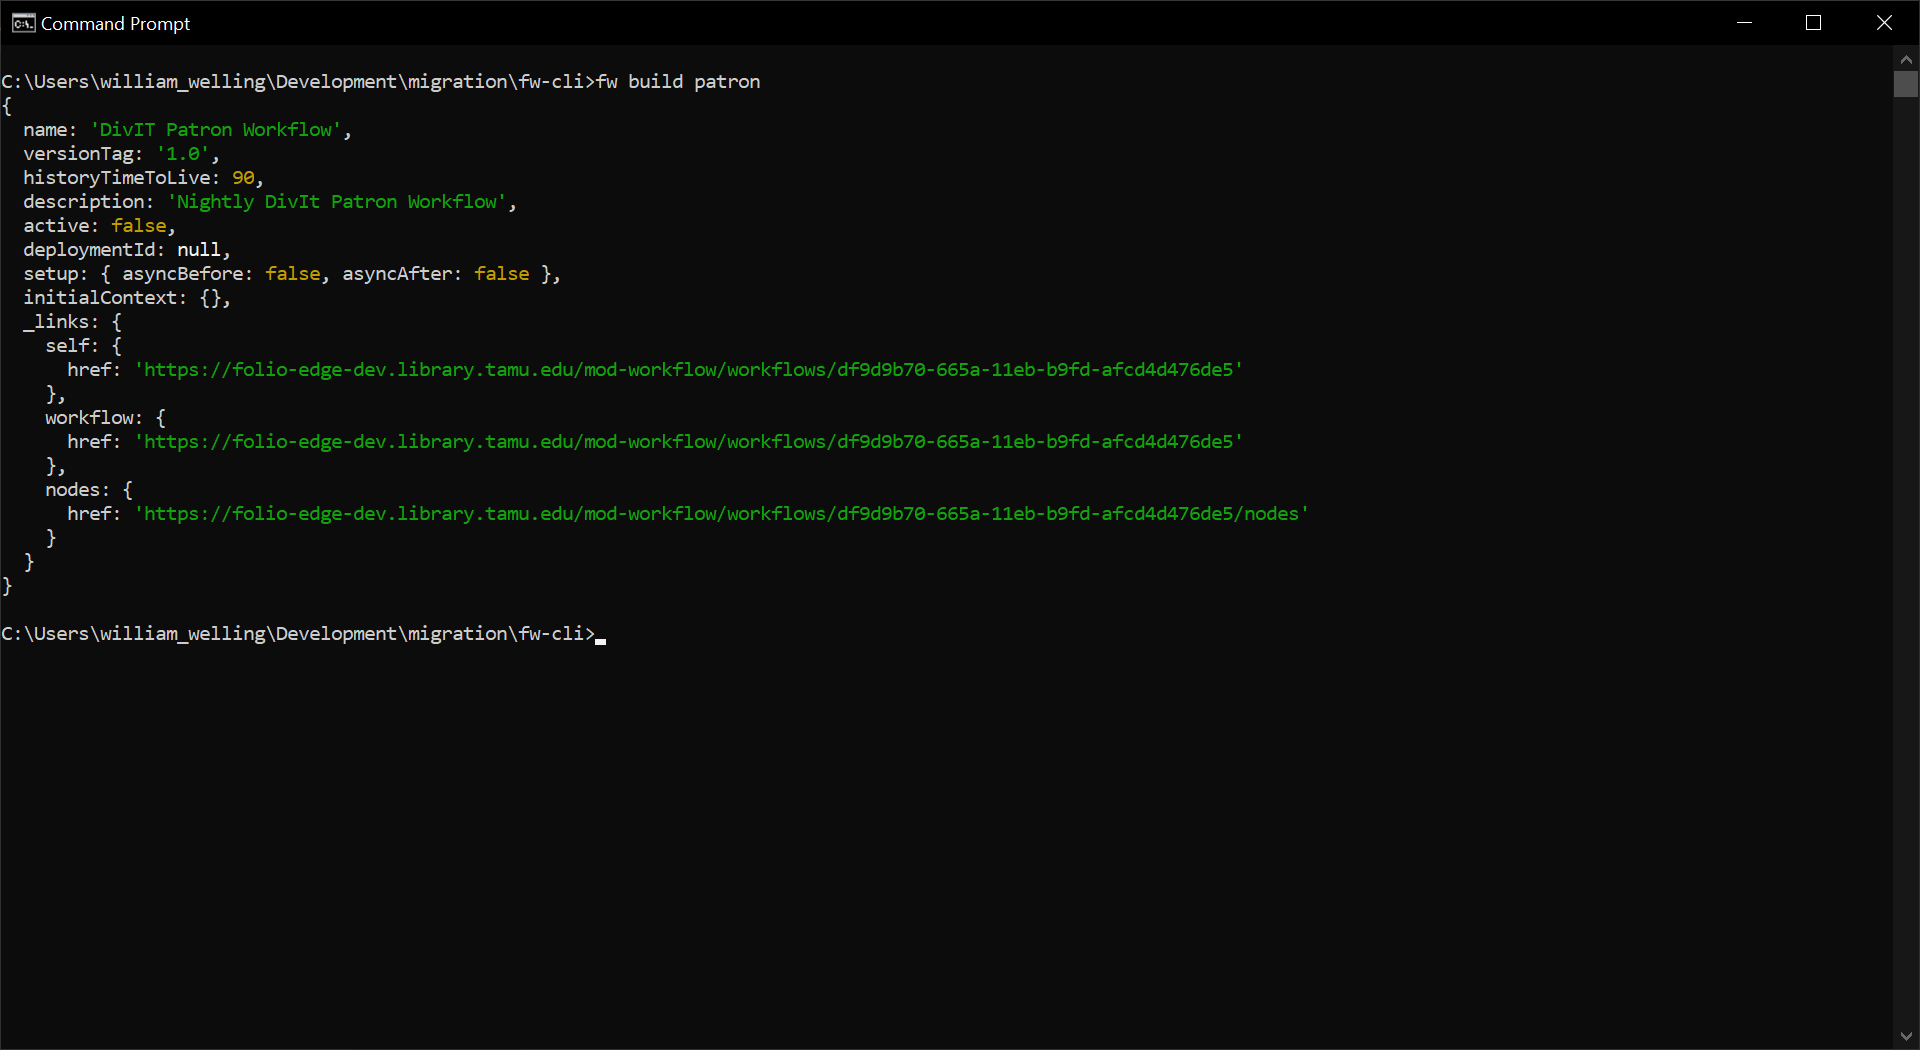 Command Prompt
C:\Users\william_welling\Development\migration\fw-cli>fw build patron
{
  name: 'DivIT Patron Workflow',
  versionTag: '1.0',
  historyTimeToLive: 90,
  description: 'Nightly DivIt Patron Workflow',
  active: false,
  deploymentId: null,
  setup: { asyncBefore: false, asyncAfter: false },
  initialContext: {},
  _links: {
    self: {
      href: 'https://folio-edge-dev.library.tamu.edu/mod-workflow/workflows/df9d9b70-665a-11eb-b9fd-afcd4d476de5'
    },
    workflow: {
      href: 'https://folio-edge-dev.library.tamu.edu/mod-workflow/workflows/df9d9b70-665a-11eb-b9fd-afcd4d476de5'
    },
    nodes: {
      href: 'https://folio-edge-dev.library.tamu.edu/mod-workflow/workflows/df9d9b70-665a-11eb-b9fd-afcd4d476de5/nodes'
    }
  }
}
C:\Users\william_welling\Development\migration\fw-cli>